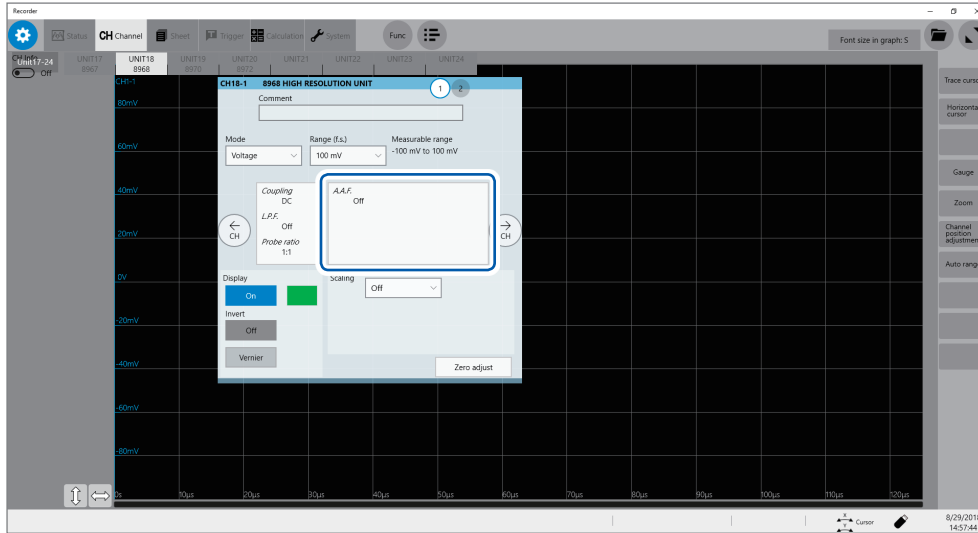 Recorder
Status
CH Channel
Sheet
Trigger
Calculation
System
Func
Font size in graph: S
Unit17-24
Off
UNIT17
8967
UNIT18
8968
UNIT19
8970
UNIT20
8972
UNIT21
UNIT22
UNIT23
UNIT24
CH1-1
80mV
60mV
40mV
20mV
0V
-20mV
-40mV
-60mV
-80mV
CH18-1 8968 HIGH RESOLUTION UNIT
1
2
Comment
Mode
Voltage
Range (f.s.)
100 mV
Measurable range
-100 mV to 100 mV
Coupling
DC
L.P.F.
Off
Probe ratio
1:1
A.A.F.
Off
CH
CH
Display
On
Invert
Off
Vernier
Scaling
Off
Zero adjust
0s
10µs
20µs
30µs
40µs
50µs
60µs
70µs
80µs
90µs
100µs
110µs
120µs
Trace curso
Horizonta
cursor
Gauge
Zoom
Channel
position
adjustmen
Auto rang
X
Y
Cursor
8/29/201
14:57:44